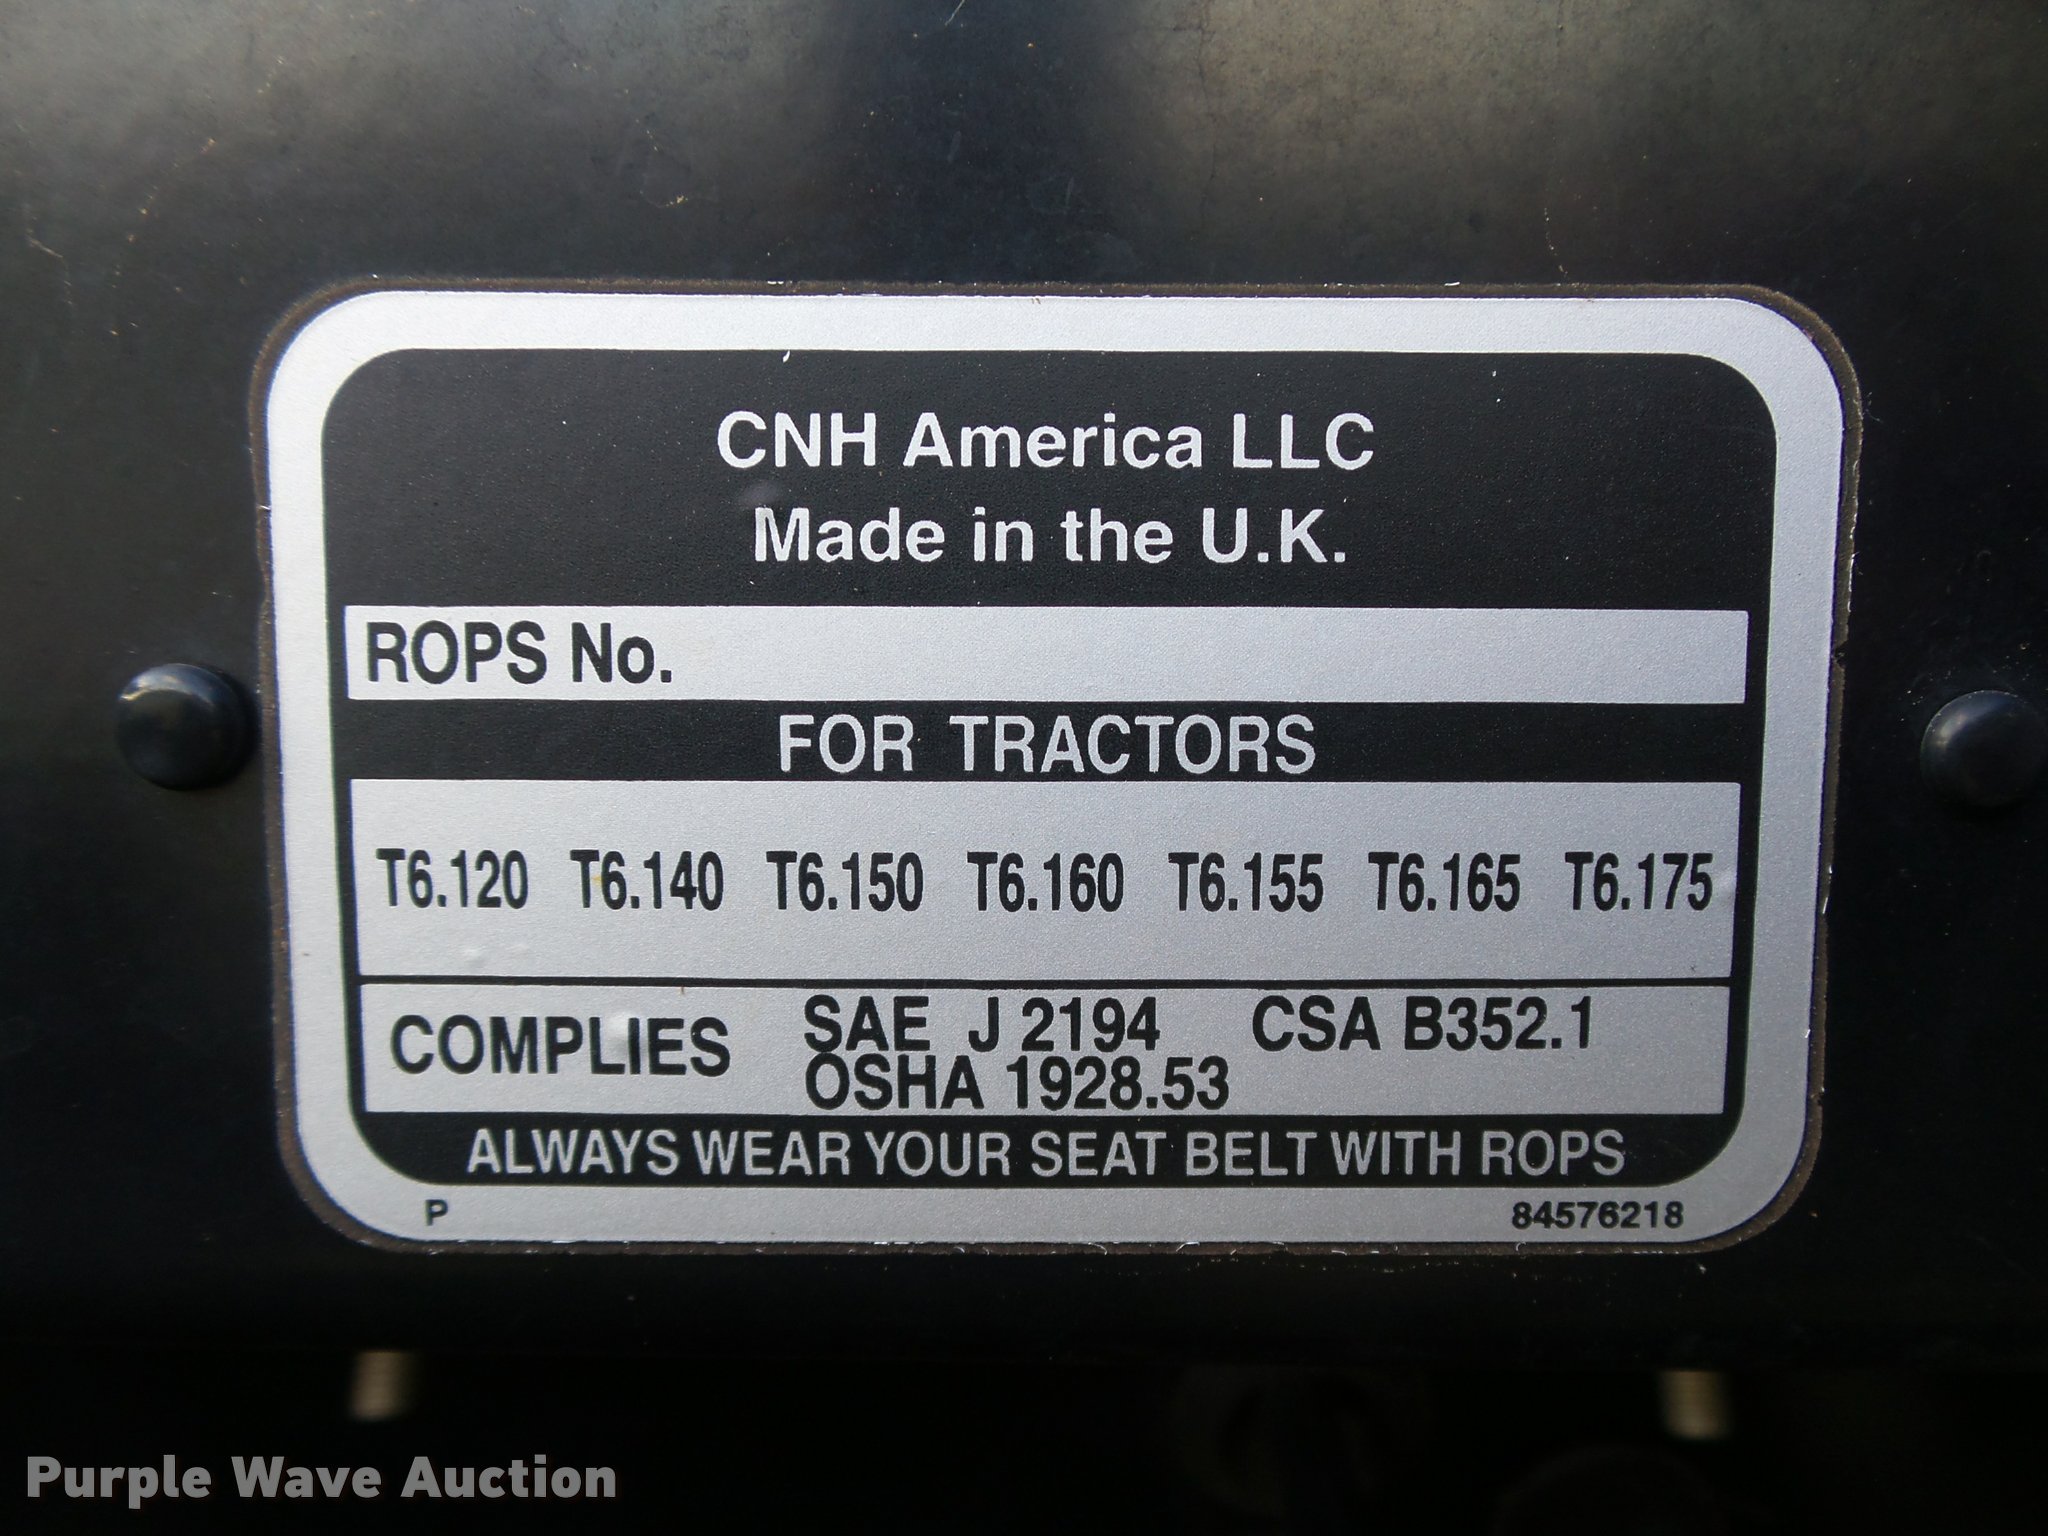 CNH America LLC
Made in the U.K.
ROPS No.
FOR TRACTORS
T6.120 T6.140 T6.150 T6.160 T6.155 T6.165 T6.175
COMPLIES SAE J 2194 CSA B352.1
OSHA 1928.53
ALWAYS WEAR YOUR SEAT BELT WITH ROPS
P 84576218
Purple Wave Auction